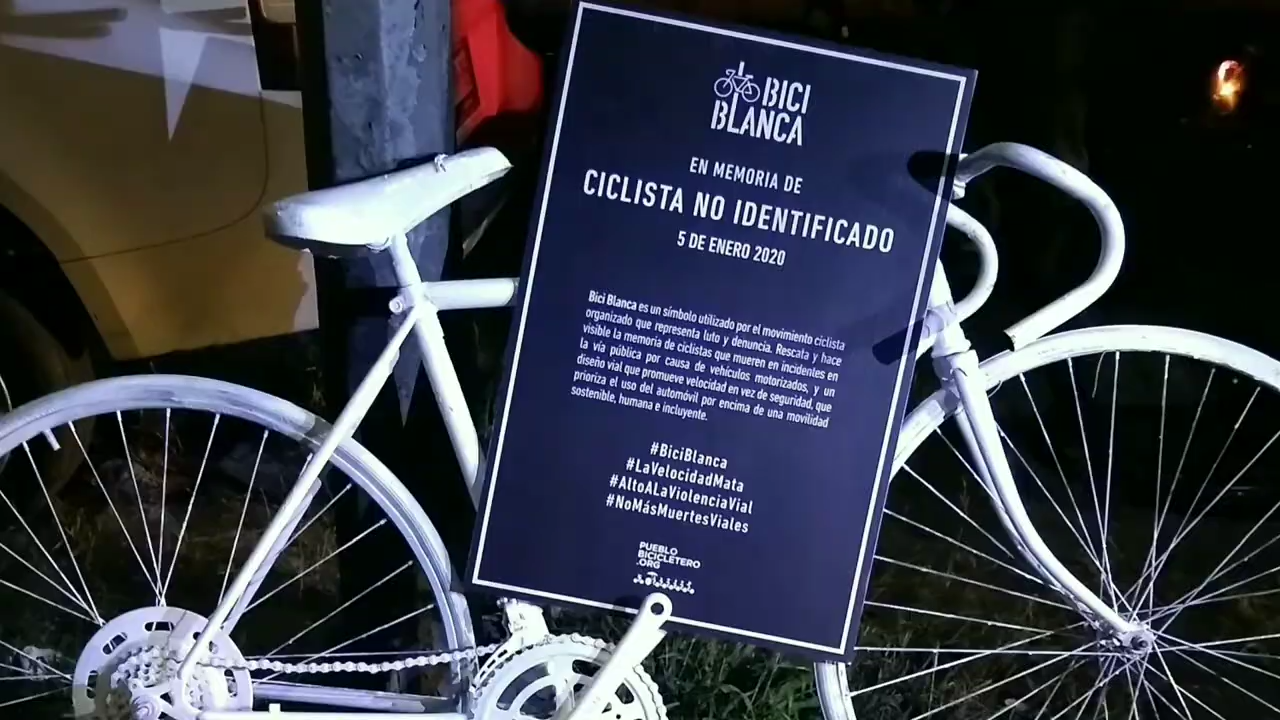 BICI
BLANCA
EN MEMORIA DE
CICLISTA NO IDENTIFICADO
5 DE ENERO 2020
Bici Blanca es un símbolo utilizado por el movimiento ciclista
organizado que representa luto y denuncia. Rescata y hace
visible la memoria de ciclistas que mueren en incidentes en
la vía pública por causa de vehículos motorizados, y un
diseño vial que promueve velocidad en vez de seguridad, que
prioriza el uso del automóvil por encima de una movilidad
sostenible, humana e incluyente.
#BiciBlanca
#LaVelocidadMata
#AltoALaViolenciaVial
#NoMásMuertesViales
PUEBLO
BICICLETERO
.ORG